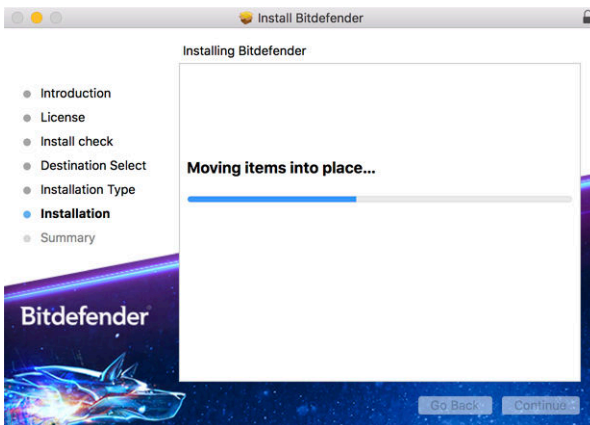 Install Bitdefender
Installing Bitdefender
Introduction
License
Install check
Destination Select
Installation Type
Installation
Summary
Moving items into place...
Bitdefender
Go Back
Continue